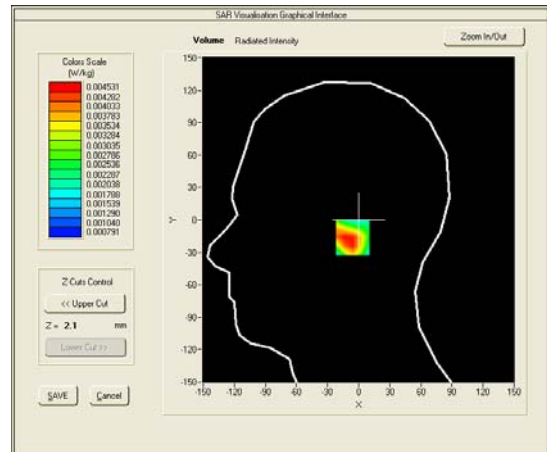 SAR Visualisation Graphical Interface
Volume Radiated Intensity
Zoom In/Out
Colors Scale
(W/kg)
0.004531
0.004282
0.004033
0.003783
0.003534
0.003284
0.003035
0.002786
0.002536
0.002287
0.002038
0.001788
0.001539
0.001290
0.001040
0.000791
150
120
90
60
30
0
-30
-60
-90
-120
-150
Y
-150 -120 -90 -60 -30 0 30 60 90 120 150
X
Z Cuts Control
<< Upper Cut
Z = 2.1 mm
Lower Cut >>
SAVE Cancel